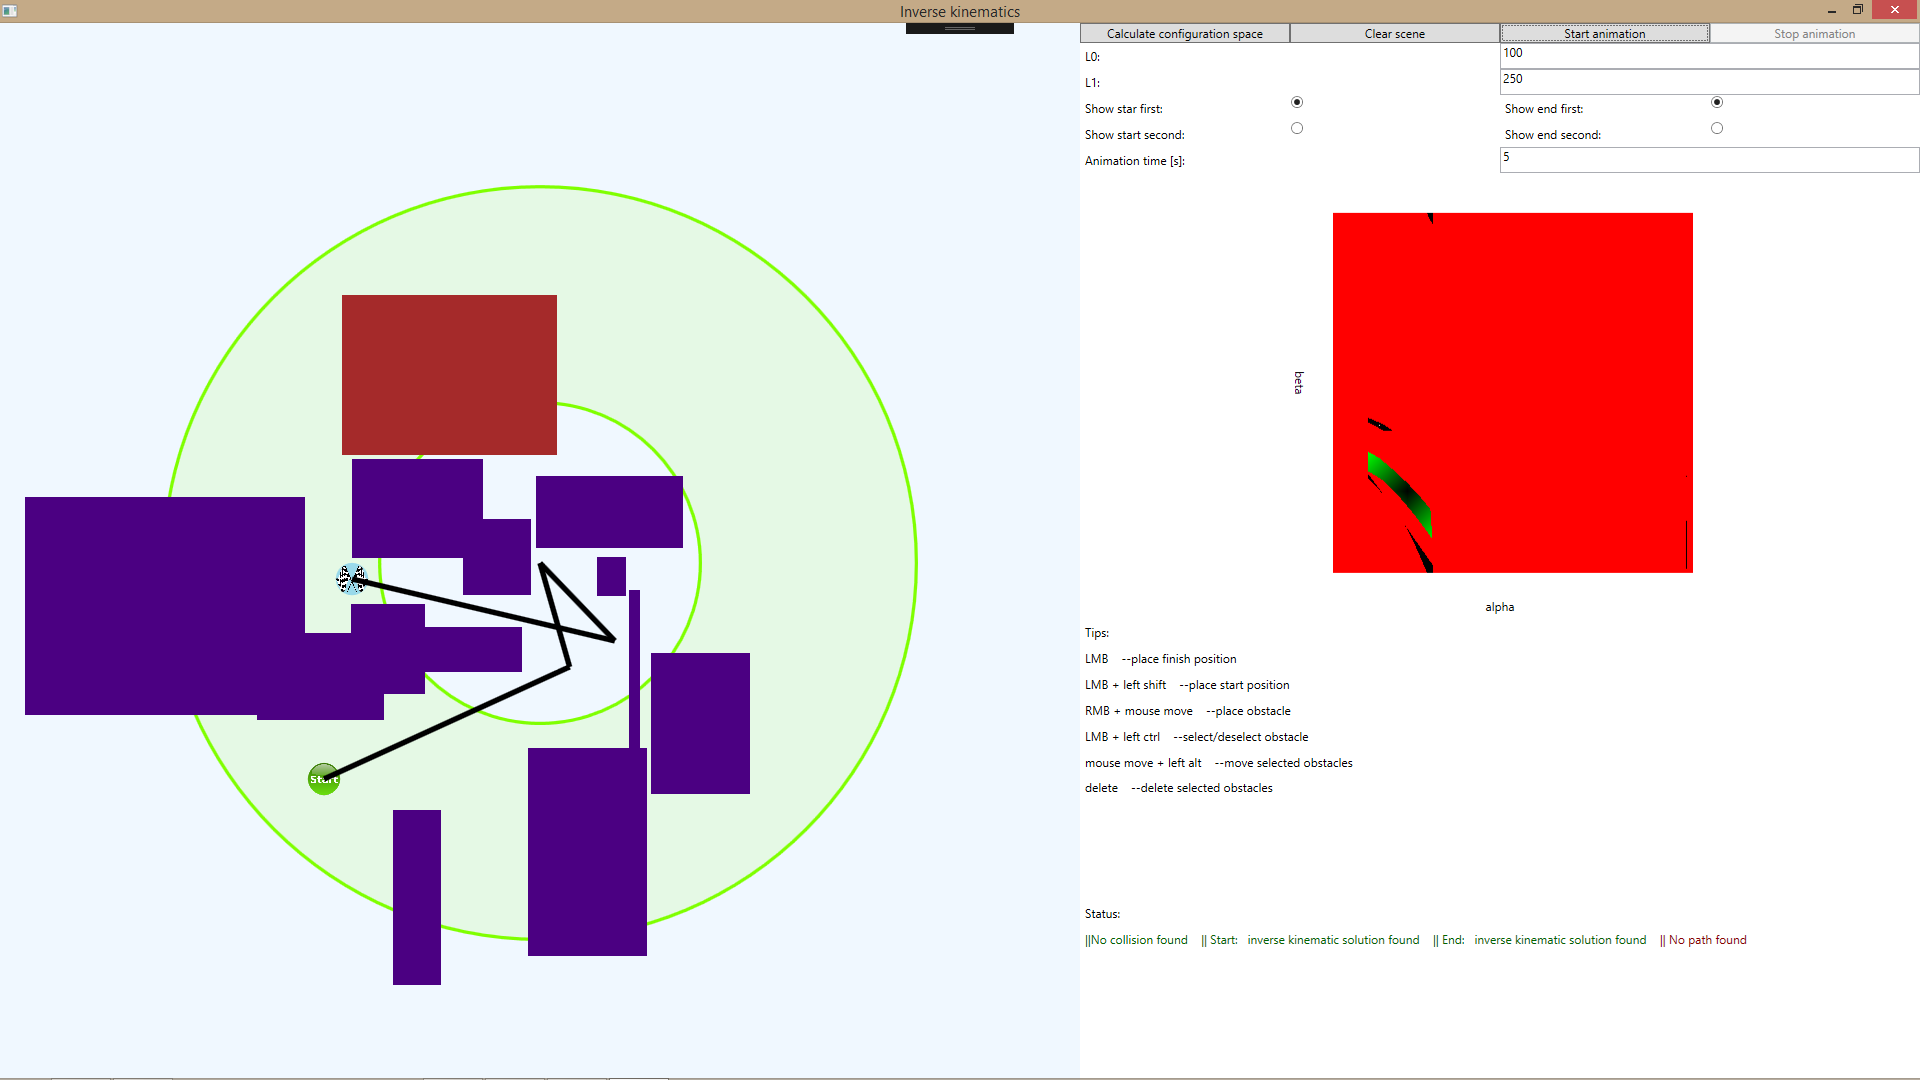 Inverse kinematics
Calculate configuration space Clear scene Start animation Stop animation
L0: 100
L1: 250
Show star first: Show end first:
Show start second: Show end second:
Animation time [s]: 5
beta
alpha
Start
Tips:
LMB --place finish position
LMB + left shift --place start position
RMB + mouse move --place obstacle
LMB + left ctrl --select/deselect obstacle
mouse move + left alt --move selected obstacles
delete --delete selected obstacles
Status:
||No collision found || Start: inverse kinematic solution found || End: inverse kinematic solution found || No path found